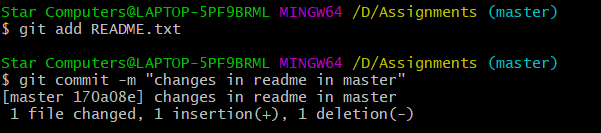 Star Computers@LAPTOP-5PF9BRML MINGW64 /D/Assignments (master)
$ git add README.txt
Star Computers@LAPTOP-5PF9BRML MINGW64 /D/Assignments (master)
$ git commit -m "changes in readme in master"
[master 170a08e] changes in readme in master
 1 file changed, 1 insertion(+), 1 deletion(-)